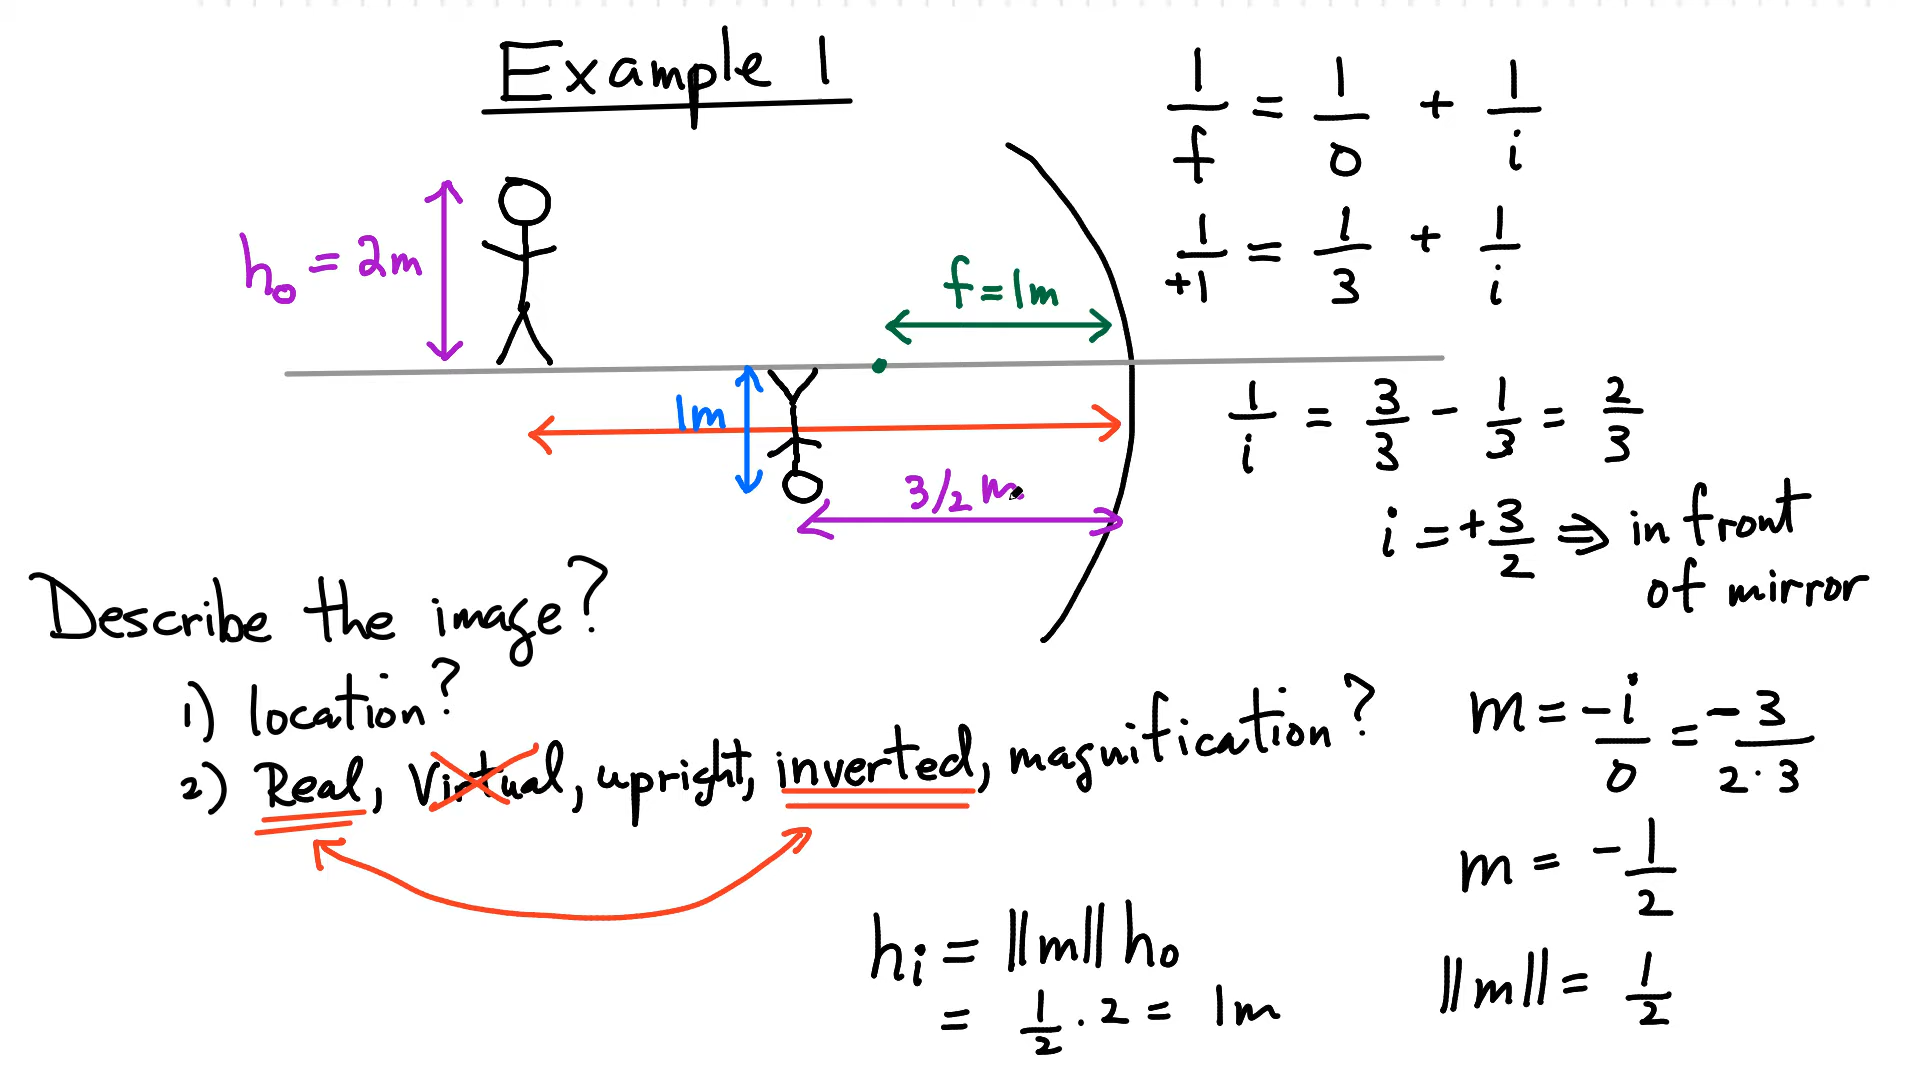 Example 1
h₀ = 2m
f = 1m
1m
3/2 m
1/f = 1/o + 1/i
1/+1 = 1/3 + 1/i
1/i = 3/3 - 1/3 = 2/3
i = +3/2 ⇒ in front
of mirror
Describe the image?
1) location?
2) Real, Virtual, upright, inverted, magnification?
m = -i/o = -3/2·3
m = -1/2
||m|| = 1/2
hᵢ = ||m|| h₀
= 1/2 · 2 = 1m